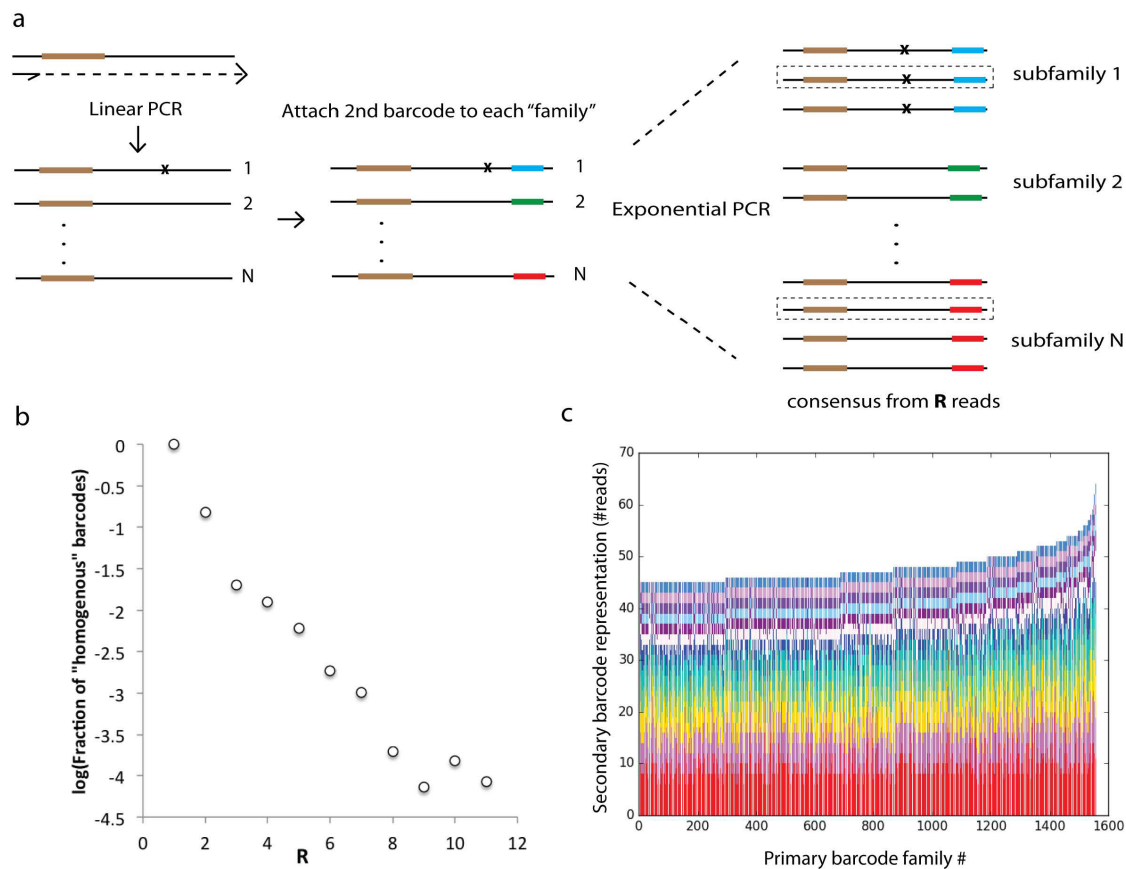 a
Linear PCR
Attach 2nd barcode to each "family"
1
2
N
1
2
N
Exponential PCR
x
x
x
x
x
subfamily 1
subfamily 2
subfamily N
consensus from R reads
b
log(Fraction of "homogenous" barcodes)
0
-0.5
-1
-1.5
-2
-2.5
-3
-3.5
-4
-4.5
0 2 4 6 8 10 12
R
c
Secondary barcode representation (#reads)
70
60
50
40
30
20
10
0
0 200 400 600 800 1000 1200 1400 1600
Primary barcode family #